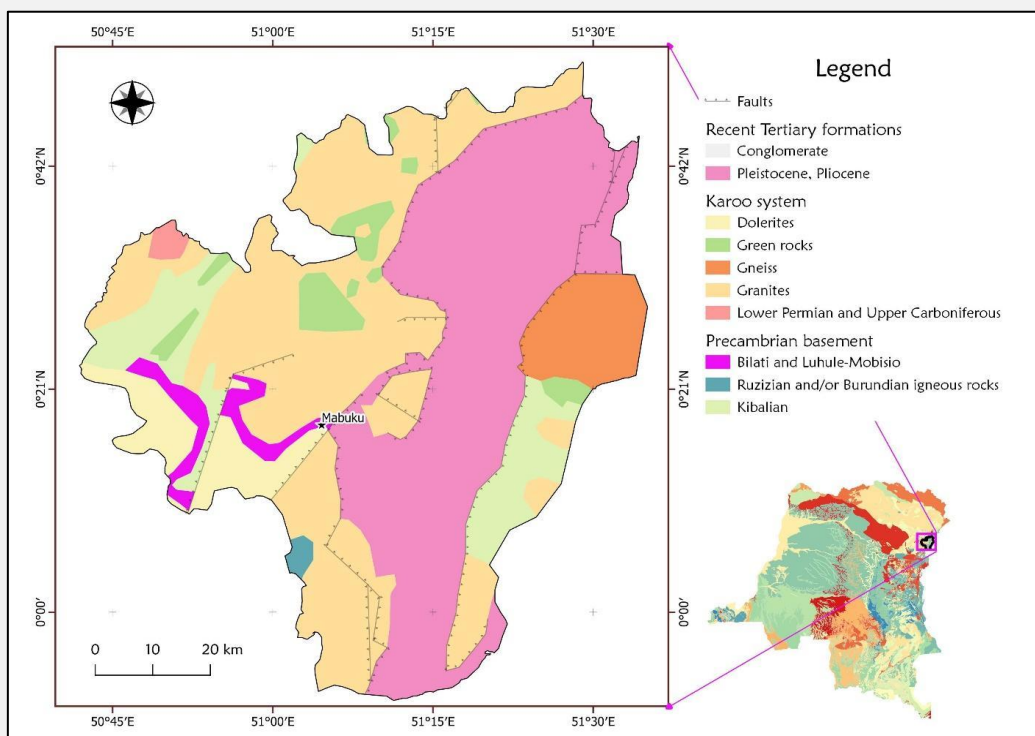 50°45′E 51°00′E 51°15′E 51°30′E
Legend
Faults
Recent Tertiary formations
Conglomerate
Pleistocene, Pliocene
Karoo system
Dolerites
Green rocks
Gneiss
Granites
Lower Permian and Upper Carboniferous
Precambrian basement
Bilati and Luhule-Mobisio
Ruzizian and/or Burundian igneous rocks
Kibalian
0°42′N 0°42′N
0°21′N 0°21′N
Mabuku
0°00′ 0°00′
0 10 20 km
50°45′E 51°00′E 51°15′E 51°30′E